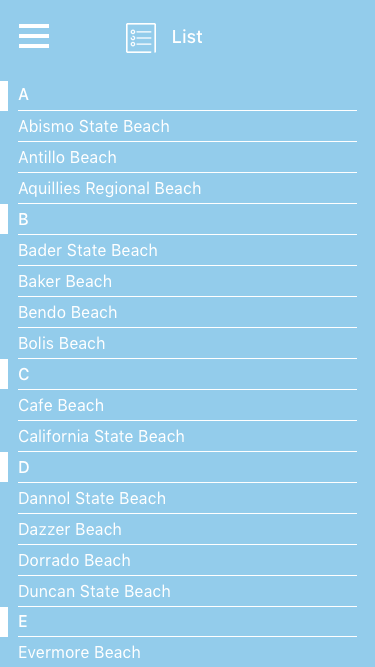 List
A
Abismo State Beach
Antillo Beach
Aquillies Regional Beach
B
Bader State Beach
Baker Beach
Bendo Beach
Bolis Beach
C
Cafe Beach
California State Beach
D
Dannol State Beach
Dazzer Beach
Dorrado Beach
Duncan State Beach
E
Evermore Beach